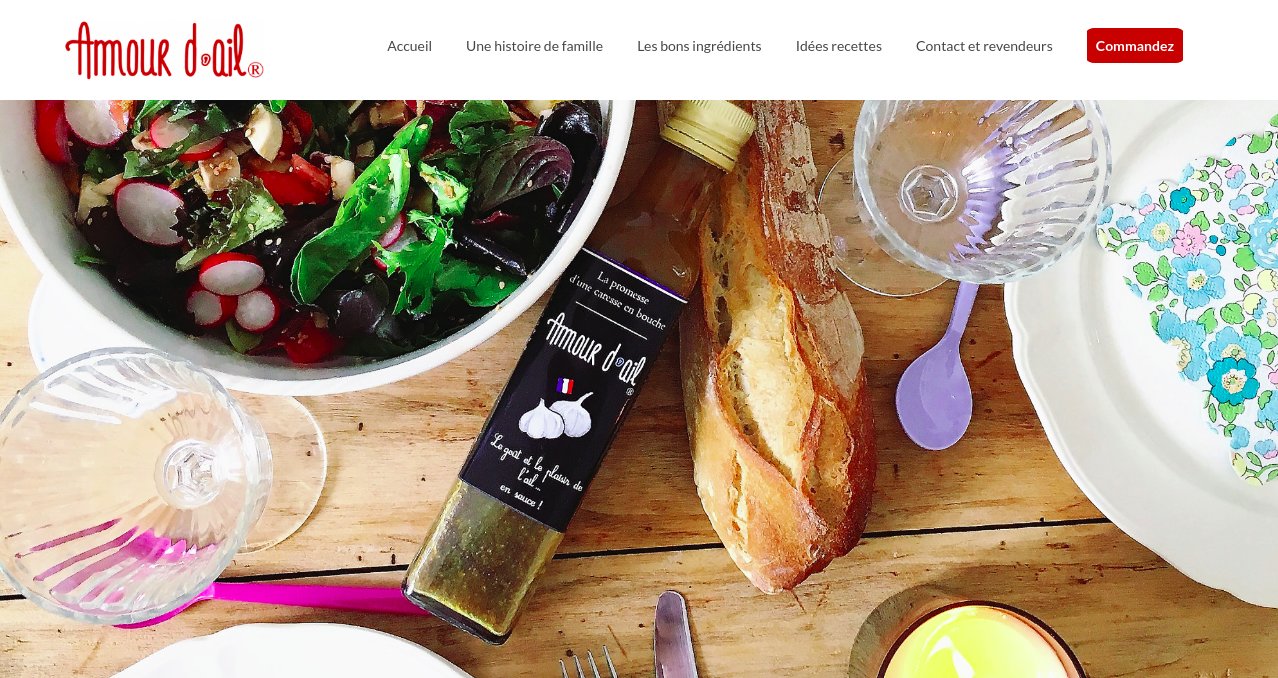 Amour d'ail®
Accueil
Une histoire de famille
Les bons ingrédients
Idées recettes
Contact et revendeurs
Commandez
La promesse
d'une caresse en bouche
Amour d'ail
®
Le goût et le plaisir de
l'ail...
en sauce !